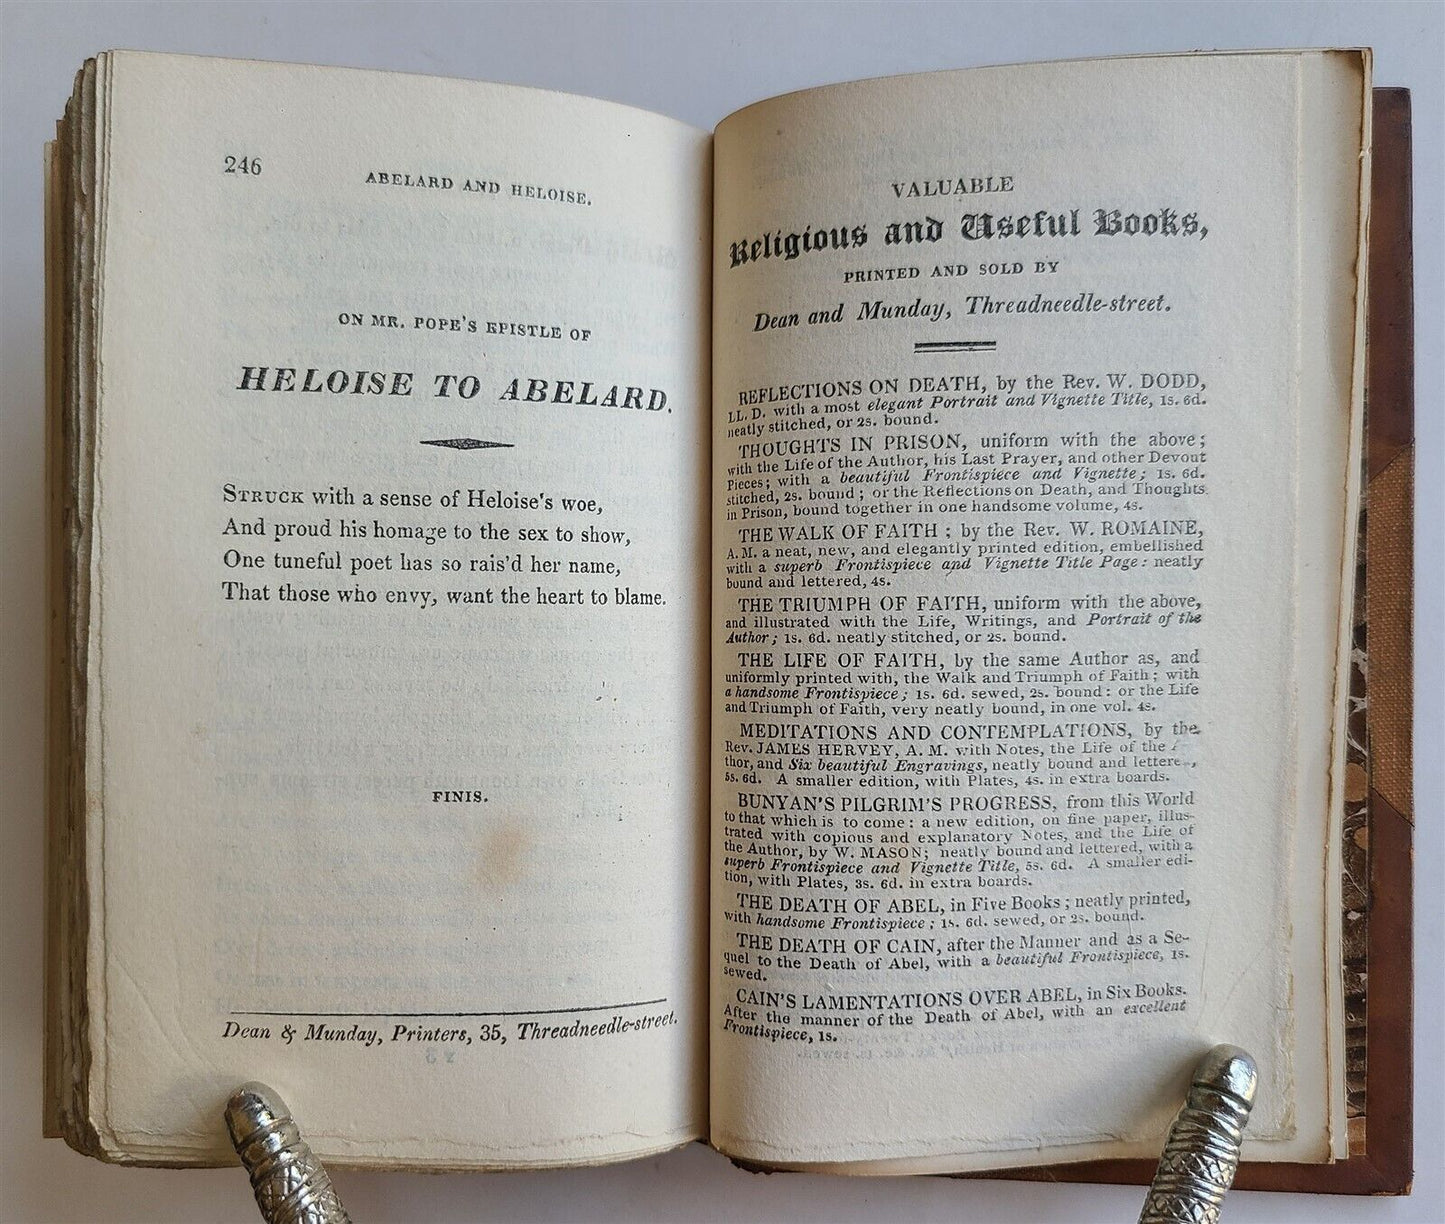 246
ABELARD AND HELOISE.
ON MR. POPE'S EPISTLE OF
HELOISE TO ABELARD.
STRUCK with a sense of Heloise's woe,
And proud his homage to the sex to show,
One tuneful poet has so rais'd her name,
That those who envy, want the heart to blame.
FINIS.
Dean & Munday, Printers, 35, Threadneedle-street.
VALUABLE
Religious and Useful Books,
PRINTED AND SOLD BY
Dean and Munday, Threadneedle-street.
REFLECTIONS ON DEATH, by the Rev. W. DODD,
LL. D. with a most elegant Portrait and Vignette Title, 1s. 6d.
neatly stitched, or 2s. bound.
THOUGHTS IN PRISON, uniform with the above;
with the Life of the Author, his Last Prayer, and other Devout
Pieces; with a beautiful Frontispiece and Vignette; 1s. 6d.
stitched, 2s. bound; or the Reflections on Death, and Thoughts
in Prison, bound together in one handsome volume, 4s.
THE WALK OF FAITH; by the Rev. W. ROMAINE,
A. M. a neat, new, and elegantly printed edition, embellished
with a superb Frontispiece and Vignette Title Page: neatly
bound and lettered, 4s.
THE TRIUMPH OF FAITH, uniform with the above,
and illustrated with the Life, Writings, and Portrait of the
Author; 1s. 6d. neatly stitched, or 2s. bound.
THE LIFE OF FAITH, by the same Author as, and
uniformly printed with, the Walk and Triumph of Faith; with
a handsome Frontispiece; 1s. 6d. sewed, 2s. bound: or the Life
and Triumph of Faith, very neatly bound, in one vol. 4s.
MEDITATIONS AND CONTEMPLATIONS, by the
Rev. JAMES HERVEY, A. M. with Notes, the Life of the
thor, and Six beautiful Engravings, neatly bound and lettere
5s. 6d. A smaller edition, with Plates, 4s. in extra boards.
BUNYAN'S PILGRIM'S PROGRESS, from this World
to that which is to come: a new edition, on fine paper, illus-
trated with copious and explanatory Notes, and the Life of
the Author, by W. MASON; neatly bound and lettered, with a
superb Frontispiece and Vignette Title, 5s. 6d. A smaller edi-
tion, with Plates, 3s. 6d. in extra boards.
THE DEATH OF ABEL, in Five Books; neatly printed,
with handsome Frontispiece; 1s. 6d. sewed, or 2s. bound.
THE DEATH OF CAIN, after the Manner and as a Se-
quel to the Death of Abel, with a beautiful Frontispiece, 1s.
sewed.
CAIN'S LAMENTATIONS OVER ABEL, in Six Books.
After the manner of the Death of Abel, with an excellent
Frontispiece, 1s.